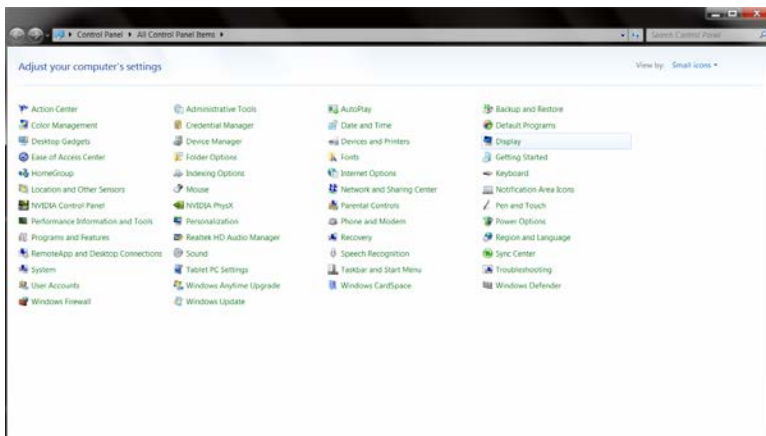 Control Panel ▸ All Control Panel Items ▸ Search Control Panel
Adjust your computer's settings View by: Small icons
Action Center Administrative Tools AutoPlay Backup and Restore
Color Management Credential Manager Date and Time Default Programs
Desktop Gadgets Device Manager Devices and Printers Display
Ease of Access Center Folder Options Fonts Getting Started
HomeGroup Indexing Options Internet Options Keyboard
Location and Other Sensors Mouse Network and Sharing Center Notification Area Icons
NVIDIA Control Panel NVIDIA PhysX Parental Controls Pen and Touch
Performance Information and Tools Personalization Phone and Modem Power Options
Programs and Features Realtek HD Audio Manager Recovery Region and Language
RemoteApp and Desktop Connections Sound Speech Recognition Sync Center
System Tablet PC Settings Taskbar and Start Menu Troubleshooting
User Accounts Windows Anytime Upgrade Windows CardSpace Windows Defender
Windows Firewall Windows Update